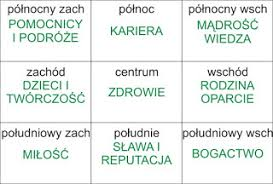 północny zach
POMOCNICY
I PODRÓŻE
północ
KARIERA
północny wsch
MĄDROŚĆ
WIEDZA
zachód
DZIECI I
TWÓRCZOŚĆ
centrum
ZDROWIE
wschód
RODZINA
OPARCIE
południowy zach
MIŁOŚĆ
południe
SŁAWA I
REPUTACJA
południowy wsch
BOGACTWO